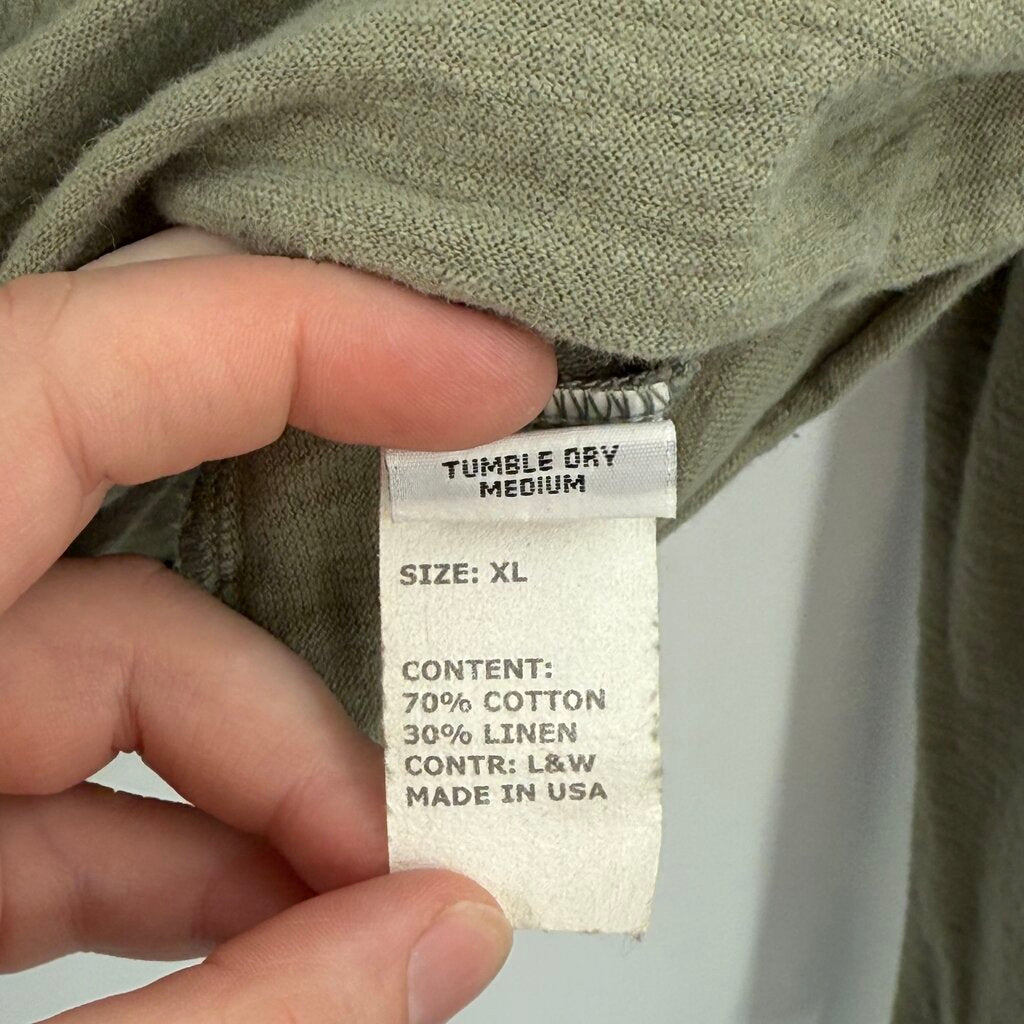 TUMBLE DRY
MEDIUM
SIZE: XL
CONTENT:
70% COTTON
30% LINEN
CONTR: L&W
MADE IN USA